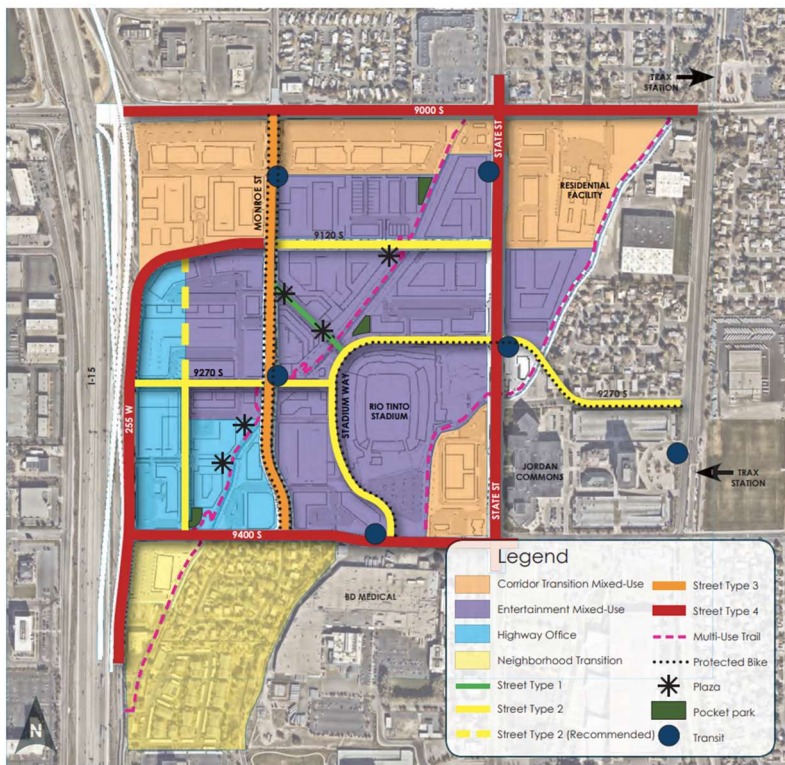 TRAX
STATION
9000 S
STATE ST
MONROE ST
RESIDENTIAL
FACILITY
9120 S
I-15
255 W
9270 S
STADIUM WAY
RIO TINTO
STADIUM
9270 S
JORDAN
COMMONS
TRAX
STATION
STATE ST
9400 S
BD MEDICAL
N
Legend
Corridor Transition Mixed-Use
Entertainment Mixed-Use
Highway Office
Neighborhood Transition
Street Type 1
Street Type 2
Street Type 2 (Recommended)
Street Type 3
Street Type 4
Multi-Use Trail
Protected Bike
Plaza
Pocket park
Transit